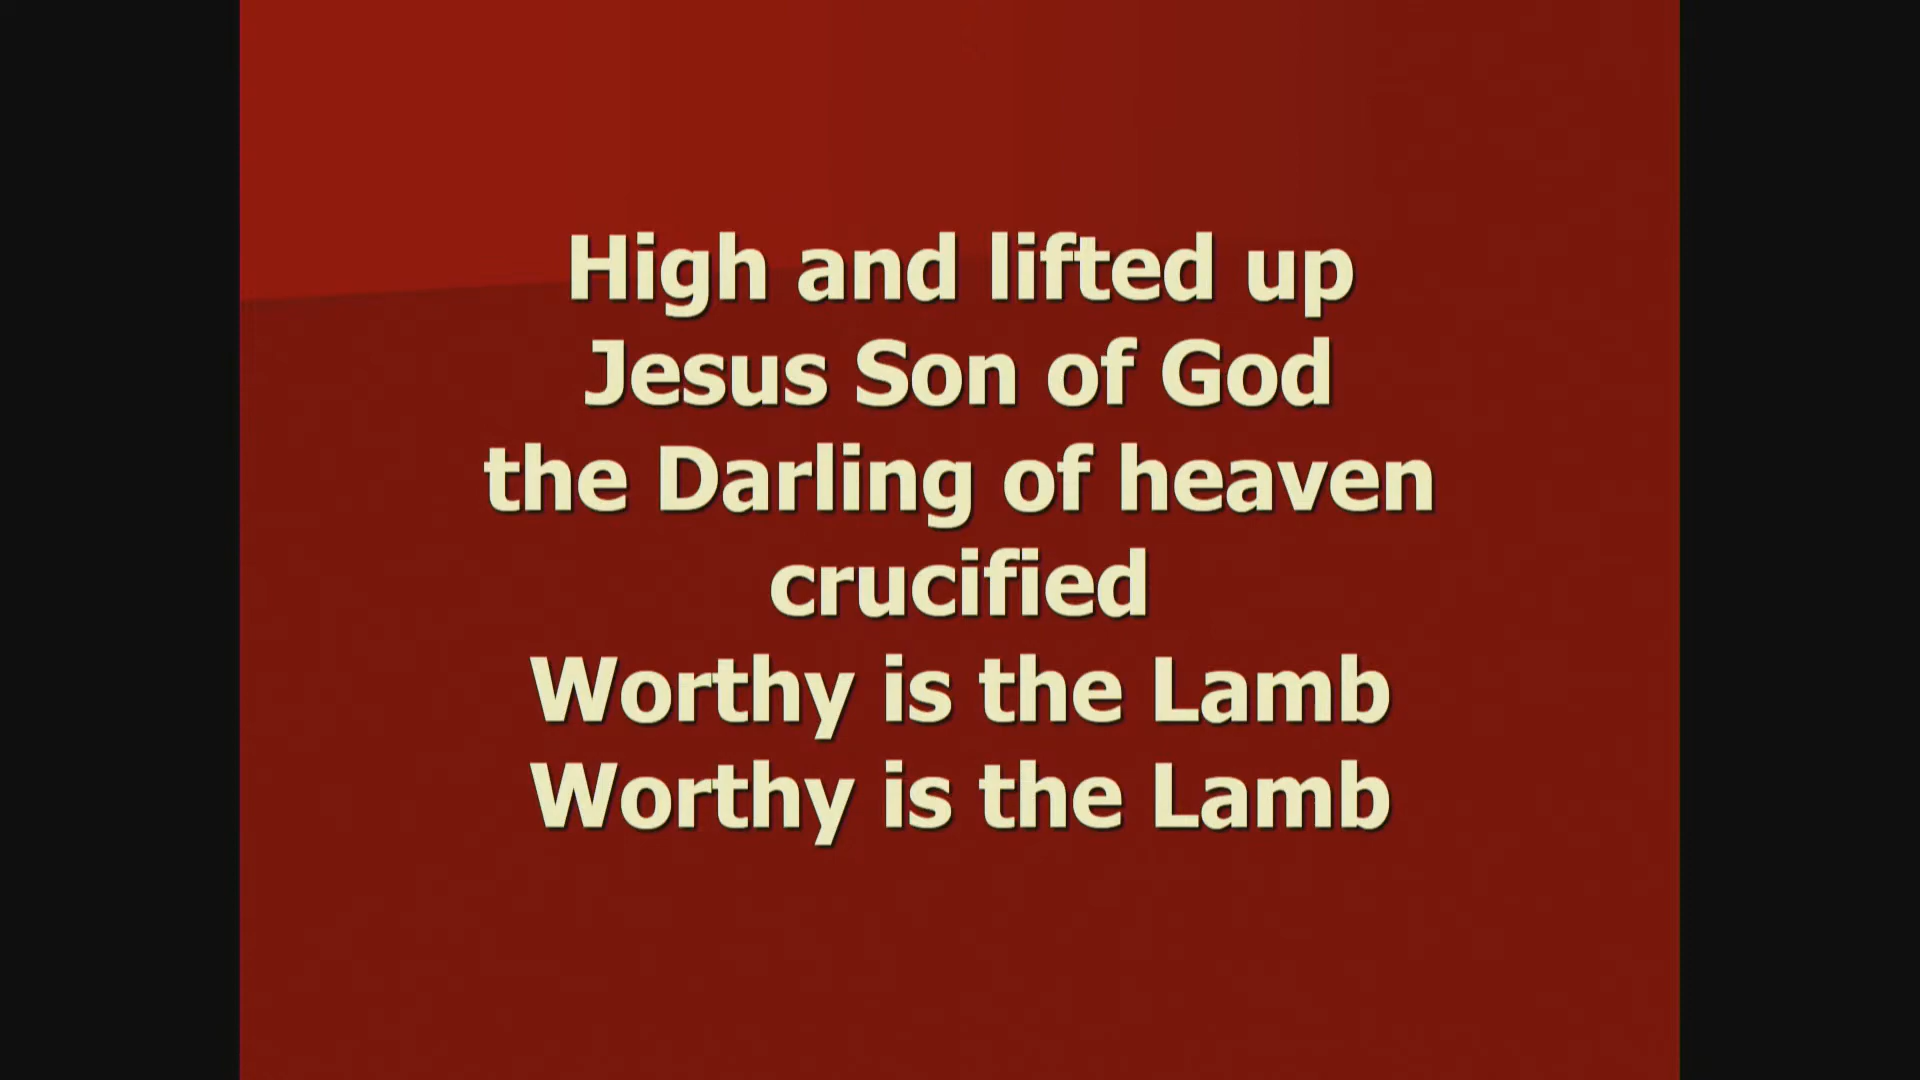 High and lifted up
Jesus Son of God
the Darling of heaven
crucified
Worthy is the Lamb
Worthy is the Lamb